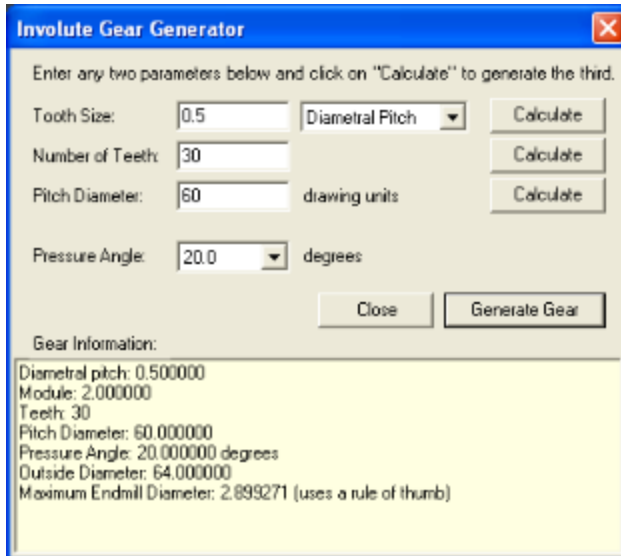 Involute Gear Generator
Enter any two parameters below and click on "Calculate" to generate the third.
Tooth Size: 0.5 Diametral Pitch Calculate
Number of Teeth: 30 Calculate
Pitch Diameter: 60 drawing units Calculate
Pressure Angle: 20.0 degrees
Close Generate Gear
Gear Information:
Diametral pitch: 0.500000
Module: 2.000000
Teeth: 30
Pitch Diameter: 60.000000
Pressure Angle: 20.000000 degrees
Outside Diameter: 64.000000
Maximum Endmill Diameter: 2.899271 (uses a rule of thumb)